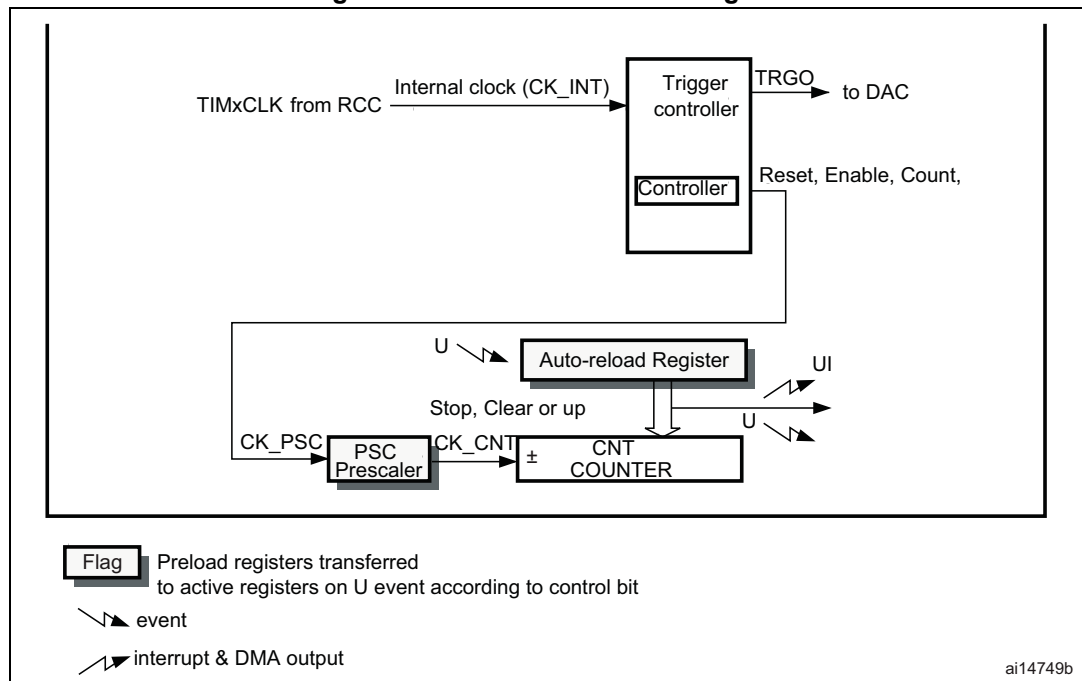 TIMxCLK from RCC
Internal clock (CK_INT)
Trigger
controller
TRGO
to DAC
Controller
Reset, Enable, Count,
U
Auto-reload Register
UI
Stop, Clear or up
U
CK_PSC
PSC
Prescaler
CK_CNT
±
CNT
COUNTER
Flag
Preload registers transferred
to active registers on U event according to control bit
event
interrupt & DMA output
ai14749b